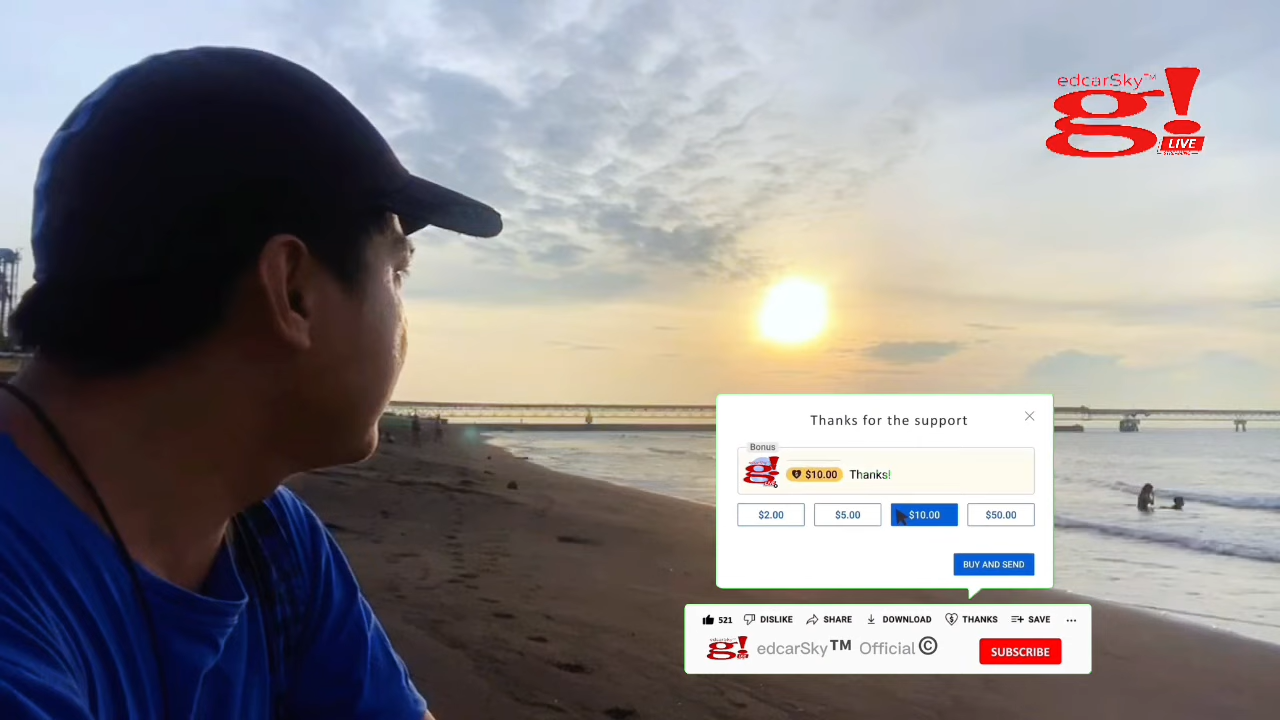 edcarSky™
g!
LIVE
Thanks for the support
Bonus
$10.00 Thanks!
$2.00 $5.00 $10.00 $50.00
BUY AND SEND
521 DISLIKE SHARE DOWNLOAD THANKS SAVE ...
g! edcarSky™ Official © SUBSCRIBE